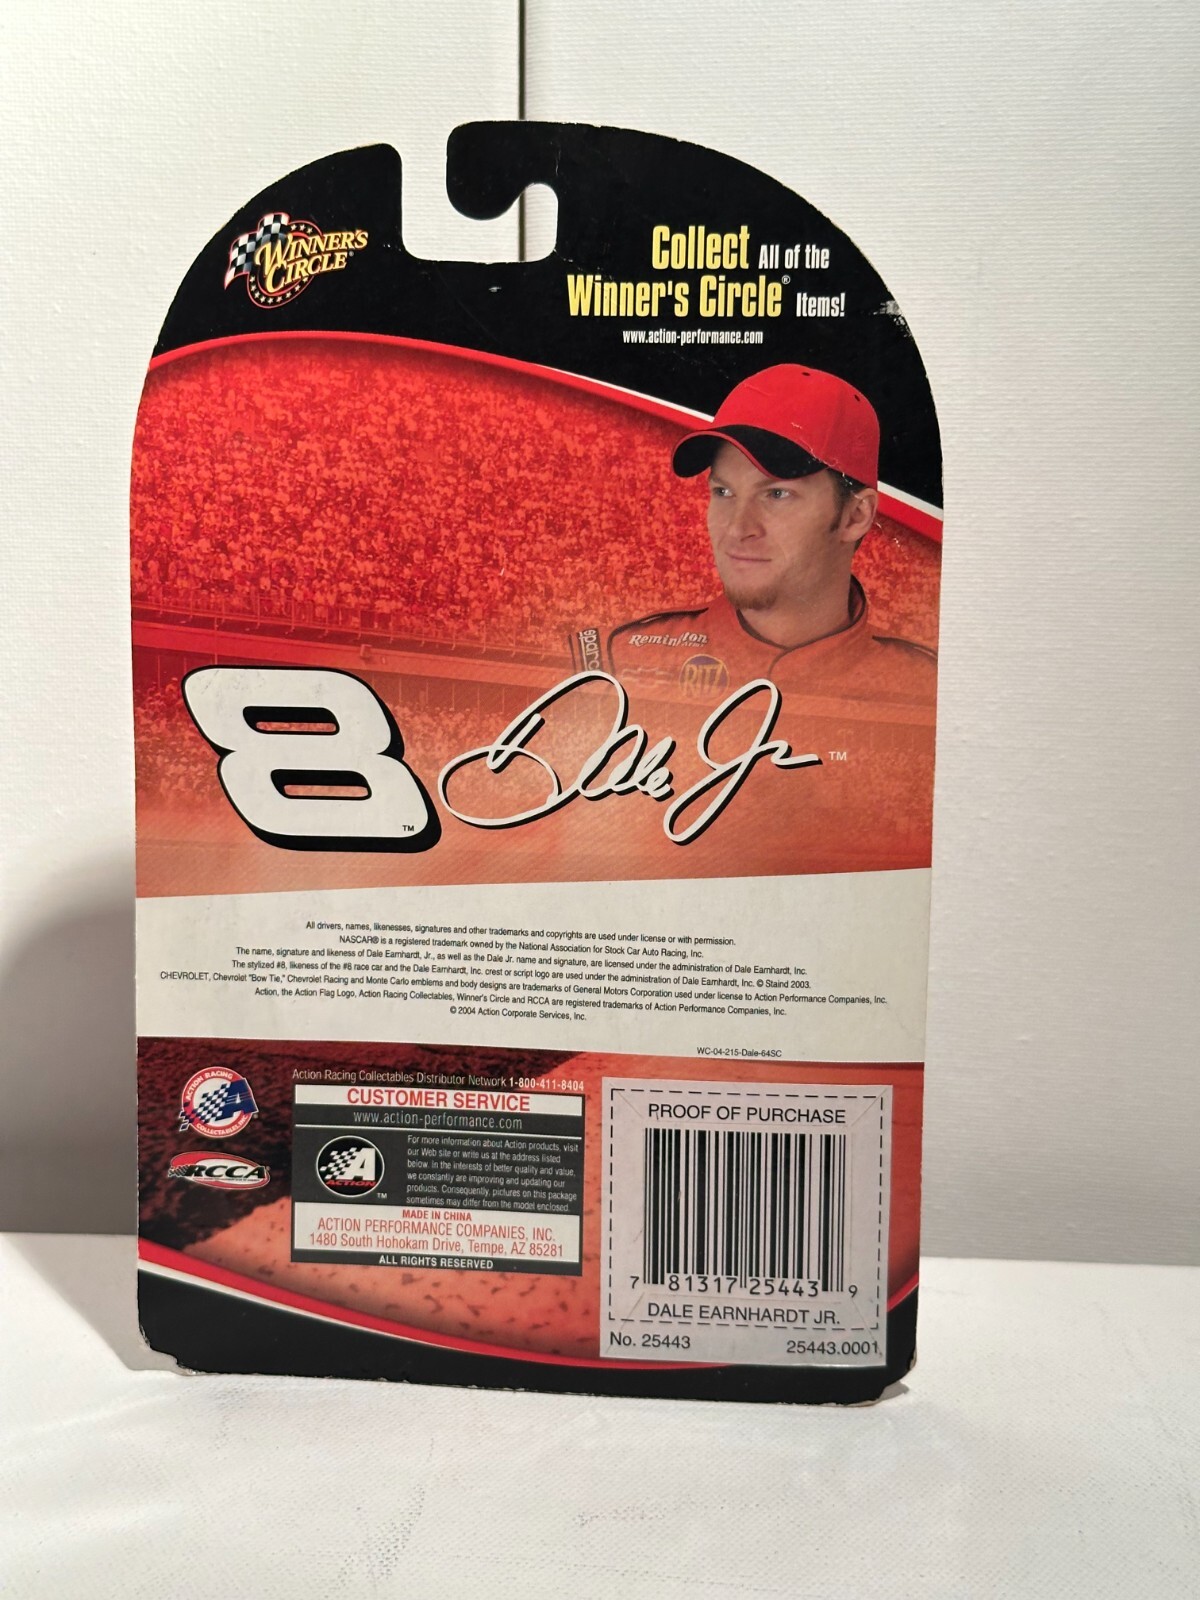 WINNER'S
CIRCLE®
Collect All of the
Winner's Circle® Items!
www.action-performance.com
sparco
Remington
RITZ
8 TM
Dale Jr. TM
All drivers, names, likenesses, signatures and other trademarks and copyrights are used under license or with permission.
NASCAR® is a registered trademark owned by the National Association for Stock Car Auto Racing, Inc.
The name, signature and likeness of Dale Earnhardt, Jr., as well as the Dale Jr. name and signature, are licensed under the administration of Dale Earnhardt, Inc.
The stylized #8, likeness of the #8 race car and the Dale Earnhardt, Inc. crest or script logo are used under the administration of Dale Earnhardt, Inc. © Staind 2003.
CHEVROLET, Chevrolet "Bow Tie," Chevrolet Racing and Monte Carlo emblems and body designs are trademarks of General Motors Corporation used under license to Action Performance Companies, Inc.
Action, the Action Flag Logo, Action Racing Collectables, Winner's Circle and RCCA are registered trademarks of Action Performance Companies, Inc.
© 2004 Action Corporate Services, Inc.
WC-04-215-Dale-64SC
ACTION RACING
A
COLLECTABLES, INC.
RCCA
Action Racing Collectables Distributor Network 1-800-411-8404
CUSTOMER SERVICE
www.action-performance.com
A
ACTION TM
For more information about Action products, visit
our Web site or write us at the address listed
below. In the interests of better quality and value,
we constantly are improving and updating our
products. Consequently, pictures on this package
sometimes may differ from the model enclosed.
MADE IN CHINA
ACTION PERFORMANCE COMPANIES, INC.
1480 South Hohokam Drive, Tempe, AZ 85281
ALL RIGHTS RESERVED
PROOF OF PURCHASE
7 81317 25443 9
DALE EARNHARDT JR.
No. 25443 25443.0001